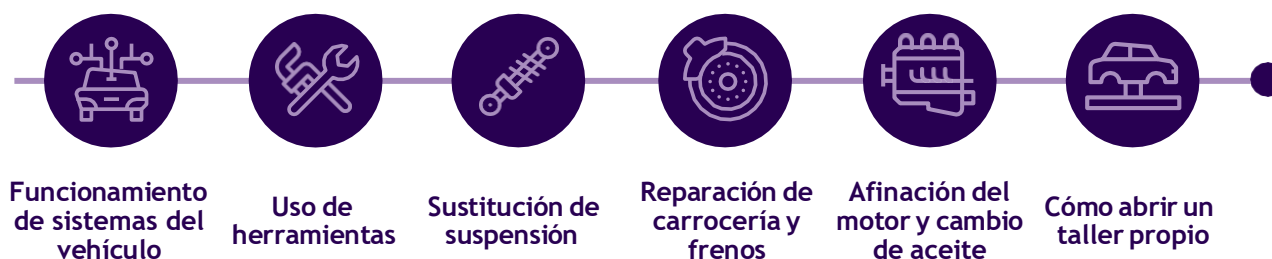 Funcionamiento
de sistemas del
vehículo
Uso de
herramientas
Sustitución de
suspensión
Reparación de
carrocería y
frenos
Afinación del
motor y cambio
de aceite
Cómo abrir un
taller propio